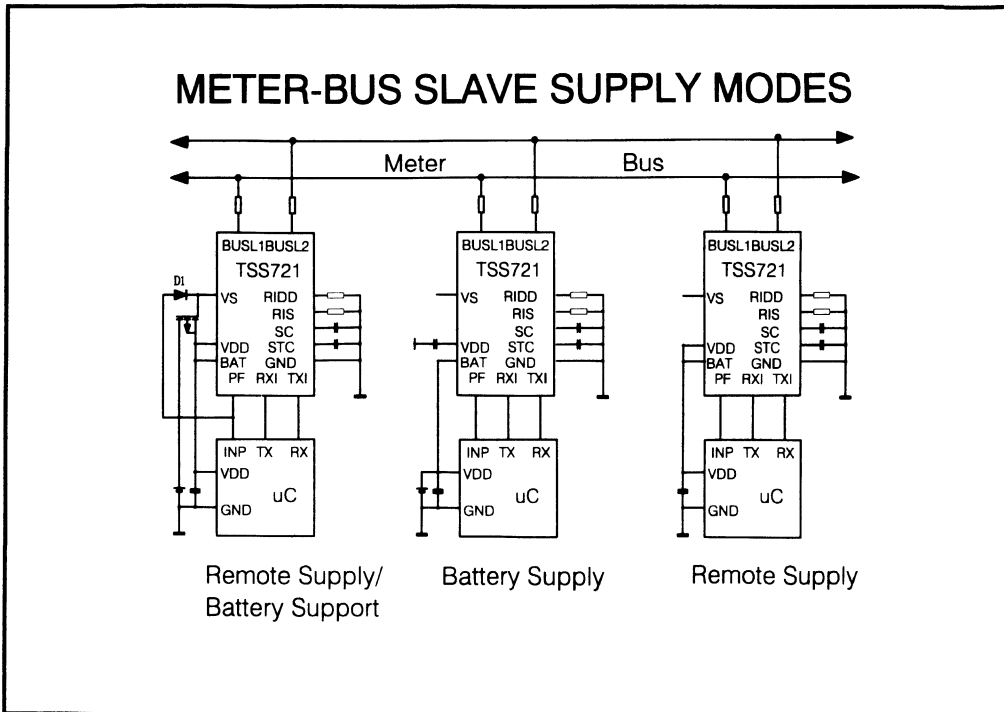 METER-BUS SLAVE SUPPLY MODES
Meter Bus
BUSL1BUSL2
TSS721
D1
VS
RIDD
RIS
SC
VDD
STC
BAT
GND
PF RXI TXI
INP TX RX
VDD
uC
GND
Remote Supply/
Battery Support
BUSL1BUSL2
TSS721
VS
RIDD
RIS
SC
VDD
STC
BAT
GND
PF RXI TXI
INP TX RX
VDD
uC
GND
Battery Supply
BUSL1BUSL2
TSS721
VS
RIDD
RIS
SC
VDD
STC
BAT
GND
PF RXI TXI
INP TX RX
VDD
uC
GND
Remote Supply